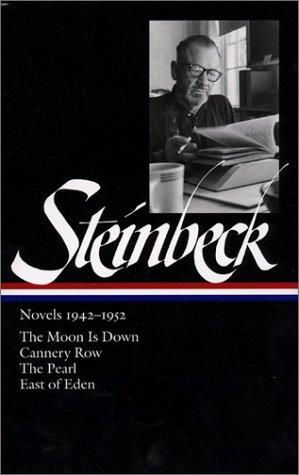 Steinbeck
Novels 1942–1952
The Moon Is Down
Cannery Row
The Pearl
East of Eden